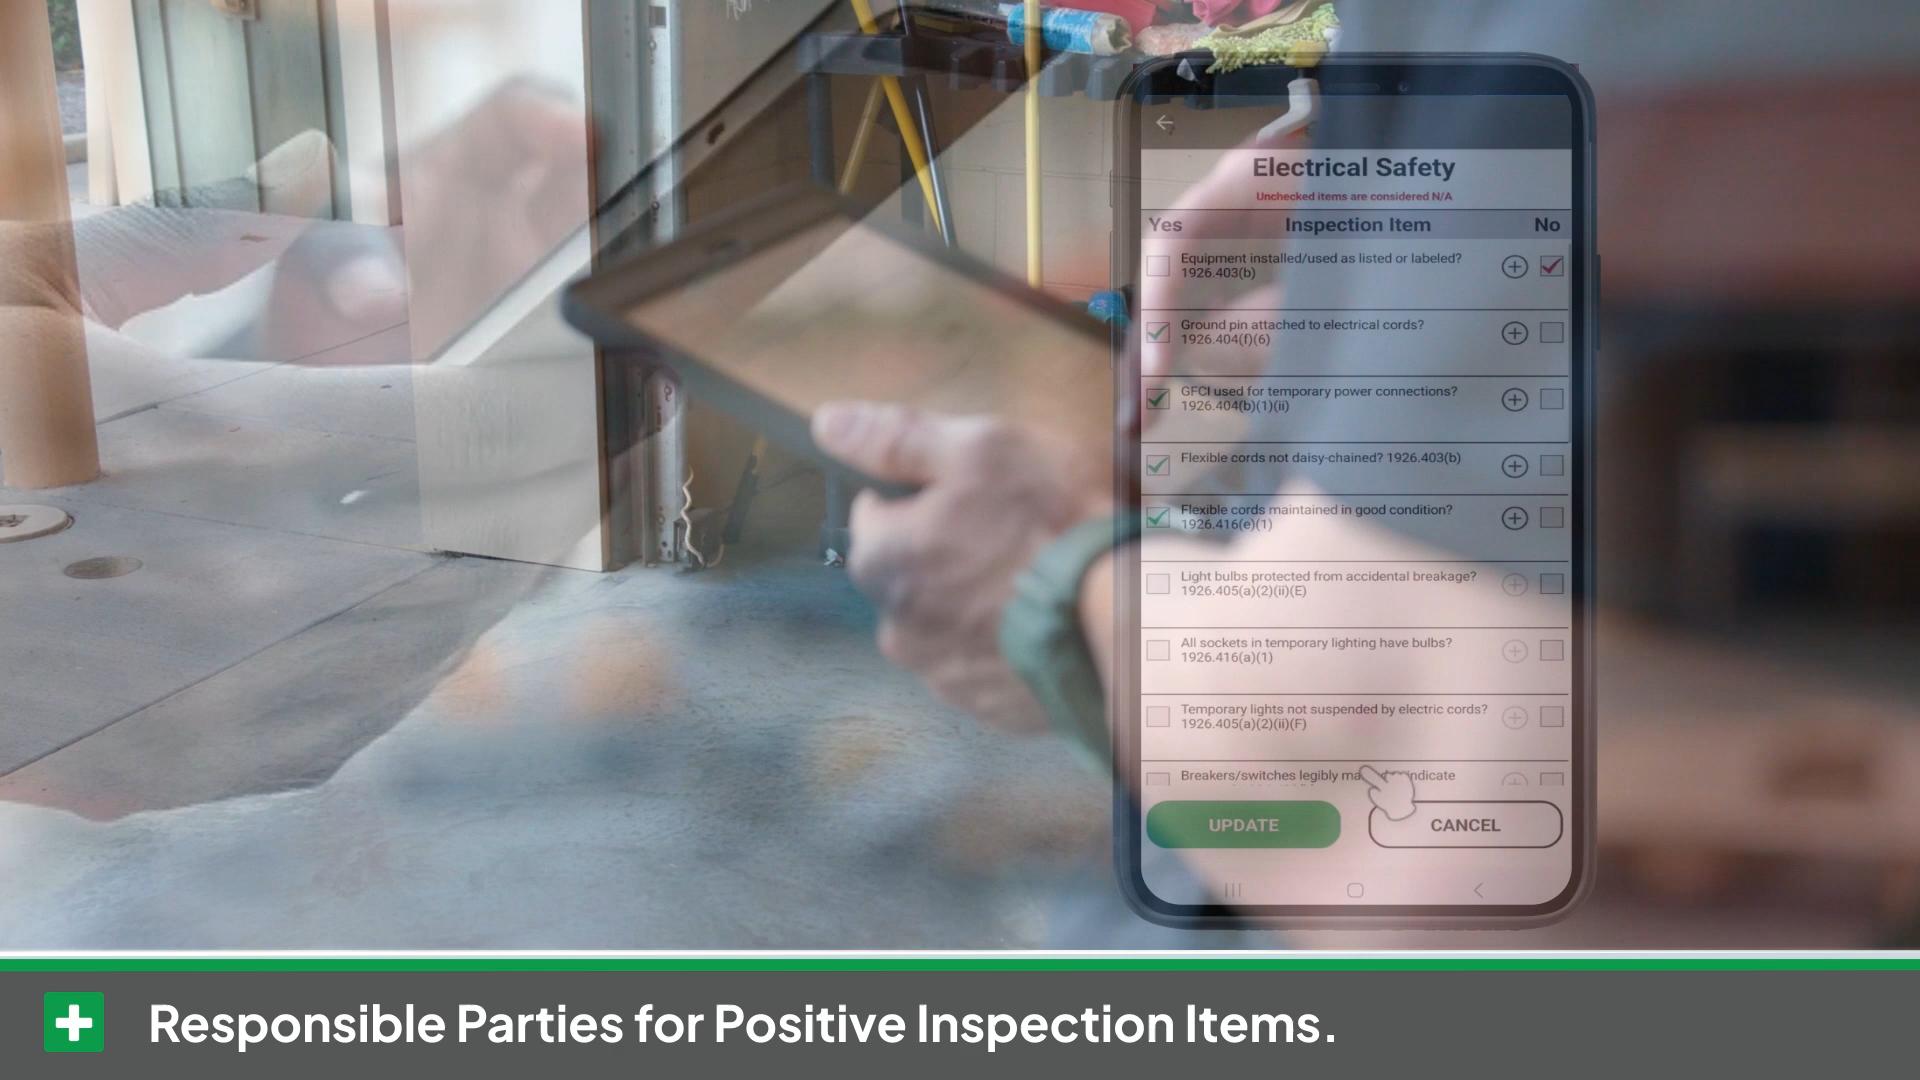 Electrical Safety
Unchecked items are considered N/A
Yes Inspection Item No
Equipment installed/used as listed or labeled?
1926.403(b)
Ground pin attached to electrical cords?
1926.404(f)(6)
GFCI used for temporary power connections?
1926.404(b)(1)(ii)
Flexible cords not daisy-chained? 1926.403(b)
Flexible cords maintained in good condition?
1926.416(e)(1)
Light bulbs protected from accidental breakage?
1926.405(a)(2)(ii)(E)
All sockets in temporary lighting have bulbs?
1926.416(a)(1)
Temporary lights not suspended by electric cords?
1926.405(a)(2)(ii)(F)
Breakers/switches legibly
UPDATE CANCEL
Responsible Parties for Positive Inspection Items.